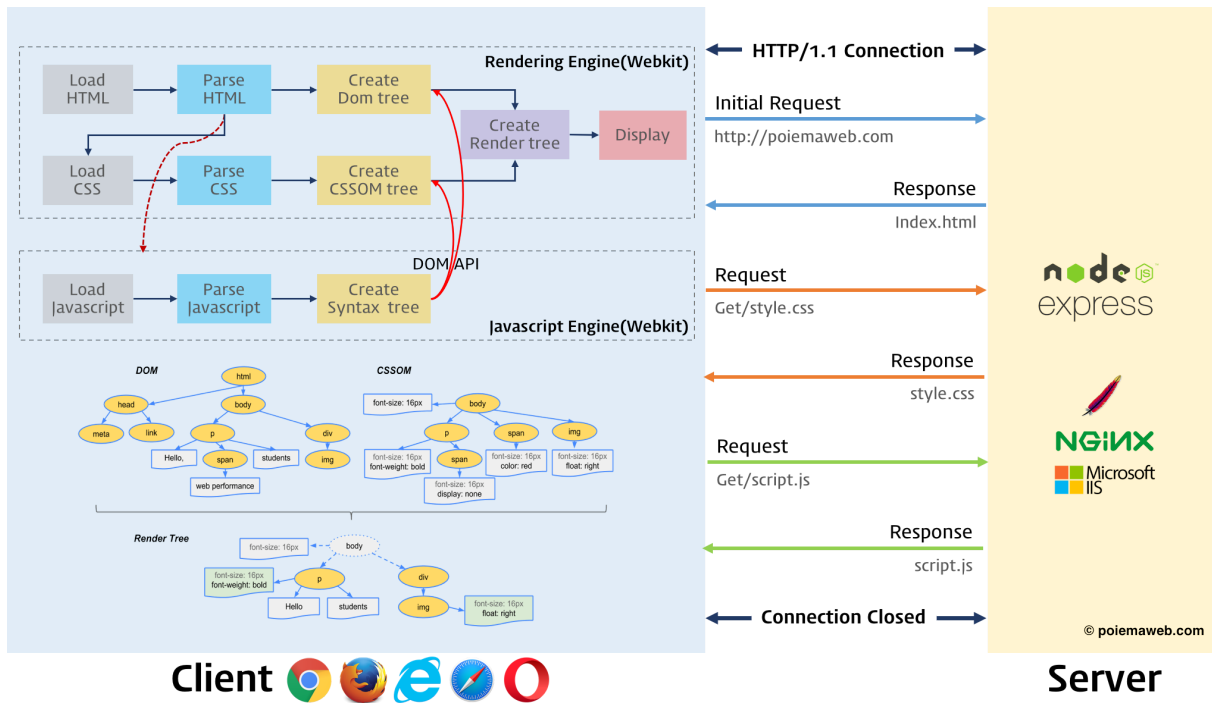 Rendering Engine(Webkit)
Load
HTML
Parse
HTML
Create
Dom tree
Create
Render tree
Display
Load
CSS
Parse
CSS
Create
CSSOM tree
DOM API
Load
Javascript
Parse
Javascript
Create
Syntax tree
Javascript Engine(Webkit)
DOM
html
head
body
meta
link
p
div
Hello,
span
students
img
web performance
CSSOM
font-size: 16px
body
p
span
img
font-size: 16px
font-weight: bold
span
font-size: 16px
color: red
font-size: 16px
float: right
font-size: 16px
display: none
Render Tree
font-size: 16px
body
font-size: 16px
font-weight: bold
p
div
Hello
students
img
font-size: 16px
float: right
HTTP/1.1 Connection
Initial Request
http://poiemaweb.com
Response
Index.html
Request
Get/style.css
Response
style.css
Request
Get/script.js
Response
script.js
Connection Closed
node
JS
express
NGINX
Microsoft
IIS
© poiemaweb.com
Client
Server